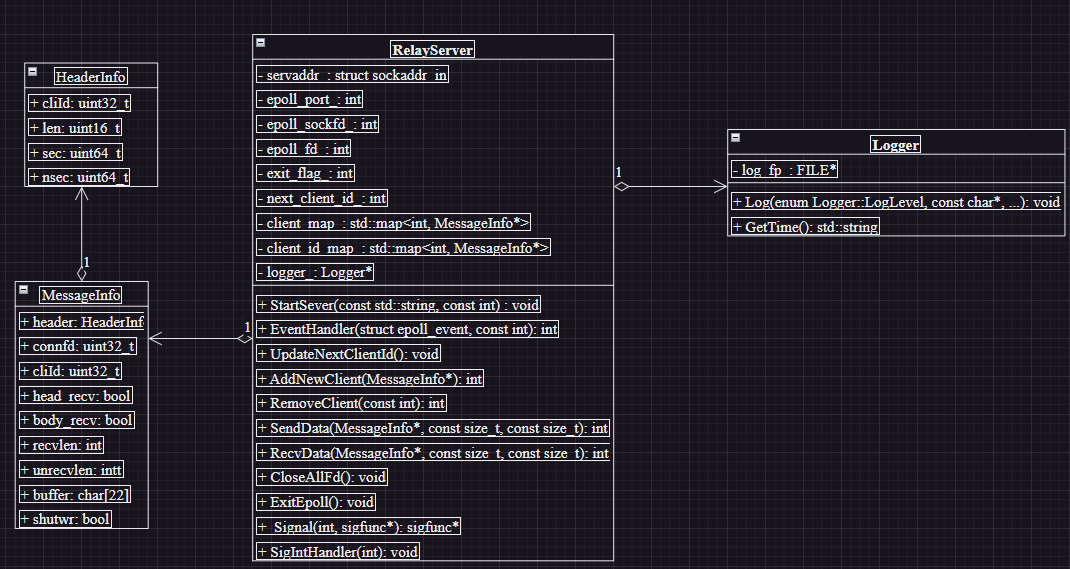 HeaderInfo
+ cliId: uint32_t
+ len: uint16_t
+ sec: uint64_t
+ nsec: uint64_t
1
MessageInfo
+ header: HeaderInf
+ connfd: uint32_t
+ cliId: uint32_t
+ head_recv: bool
+ body_recv: bool
+ recvlen: int
+ unrecvlen: intt
+ buffer: char[22]
+ shutwr: bool
1
RelayServer
- servaddr_: struct sockaddr_in
- epoll_port_: int
- epoll_sockfd_: int
- epoll_fd_: int
- exit_flag_: int
- next_client_id_: int
- client_map_: std::map<int, MessageInfo*>
- client_id_map_: std::map<int, MessageInfo*>
- logger_: Logger*
+ StartSever(const std::string, const int) : void
+ EventHandler(struct epoll_event, const int): int
+ UpdateNextClientId(): void
+ AddNewClient(MessageInfo*): int
+ RemoveClient(const int): int
+ SendData(MessageInfo*, const size_t, const size_t): int
+ RecvData(MessageInfo*, const size_t, const size_t): int
+ CloseAllFd(): void
+ ExitEpoll(): void
+ Signal(int, sigfunc*): sigfunc*
+ SigIntHandler(int): void
1
Logger
- log_fp_: FILE*
+ Log(enum Logger::LogLevel, const char*, ...): void
+ GetTime(): std::string